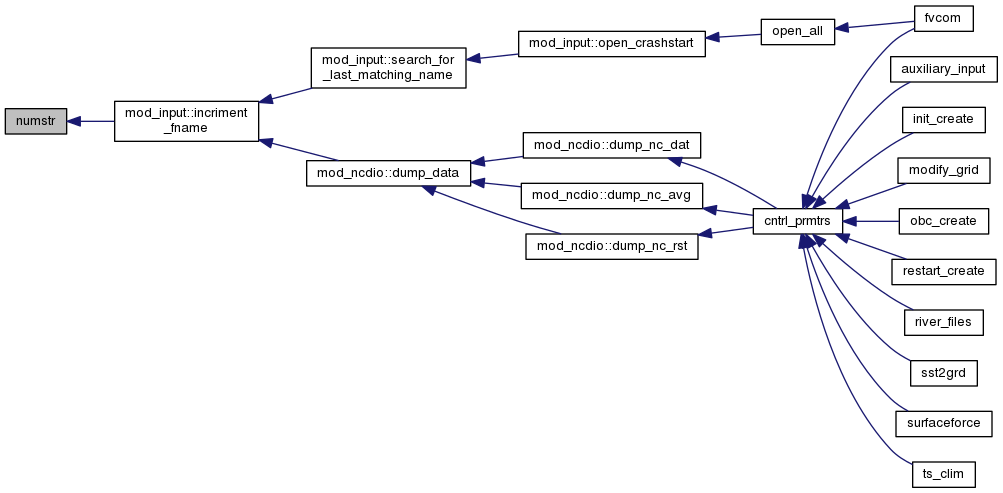 numstr
mod_input::incriment
_fname
mod_input::search_for
_last_matching_name
mod_input::open_crashstart
open_all
fvcom
mod_ncdio::dump_data
mod_ncdio::dump_nc_dat
mod_ncdio::dump_nc_avg
mod_ncdio::dump_nc_rst
cntrl_prmtrs
auxiliary_input
init_create
modify_grid
obc_create
restart_create
river_files
sst2grd
surfaceforce
ts_clim